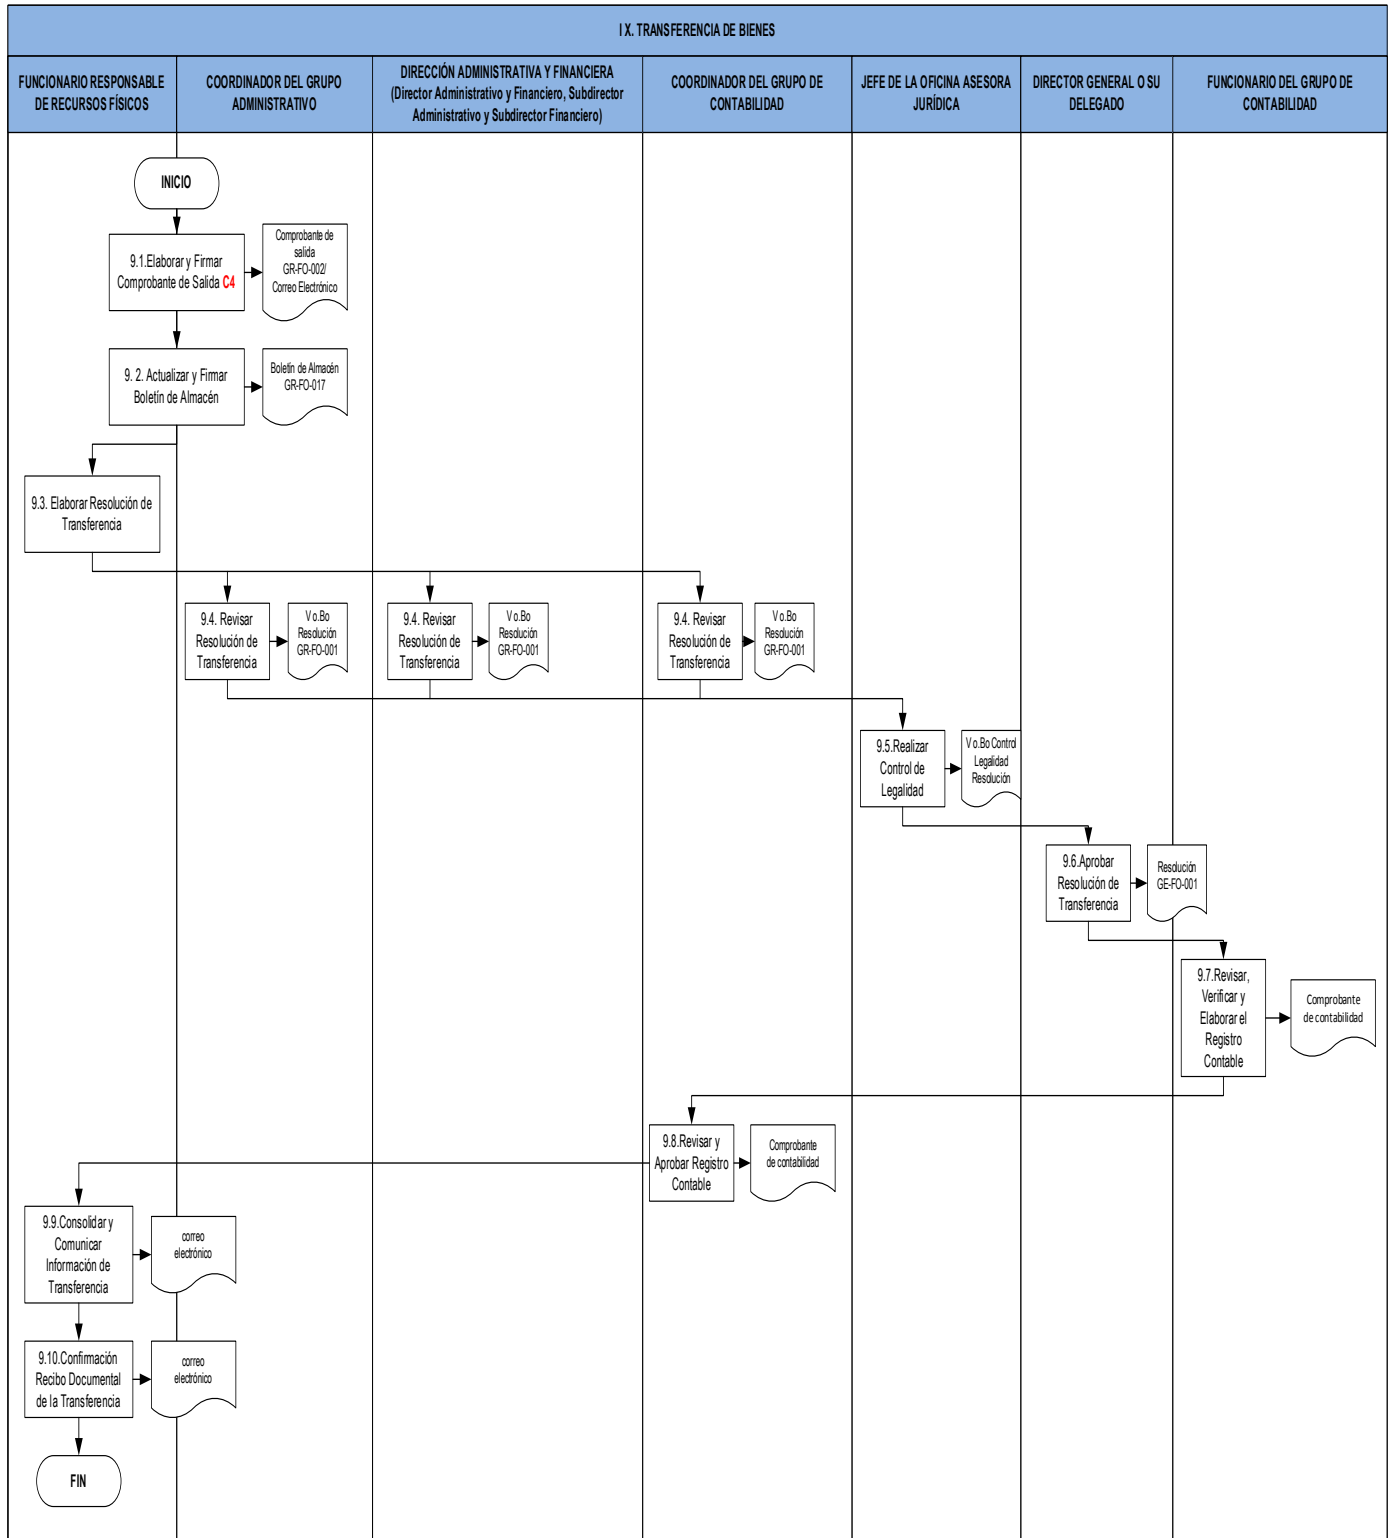 I X. TRANSFERENCIA DE BIENES
FUNCIONARIO RESPONSABLE
DE RECURSOS FÍSICOS
COORDINADOR DEL GRUPO
ADMINISTRATIVO
DIRECCIÓN ADMINISTRATIVA Y FINANCIERA
(Director Administrativo y Financiero, Subdirector
Administrativo y Subdirector Financiero)
COORDINADOR DEL GRUPO DE
CONTABILIDAD
JEFE DE LA OFICINA ASESORA
JURÍDICA
DIRECTOR GENERAL O SU
DELEGADO
FUNCIONARIO DEL GRUPO DE
CONTABILIDAD
INICIO
9.1.Elaborar y Firmar
Comprobante de Salida C4
Comprobante de
salida
GR-FO-002/
Correo Electrónico
9. 2. Actualizar y Firmar
Boletín de Almacén
Boletín de Almacén
GR-FO-017
9.3. Elaborar Resolución de
Transferencia
9.4. Revisar
Resolución de
Transferencia
V o.Bo
Resolución
GR-FO-001
9.4. Revisar
Resolución de
Transferencia
V o.Bo
Resolución
GR-FO-001
9.4. Revisar
Resolución de
Transferencia
V o.Bo
Resolución
GR-FO-001
9.5.Realizar
Control de
Legalidad
V o.Bo Control
Legalidad
Resolución
9.6.Aprobar
Resolución de
Transferencia
Resolución
GE-FO-001
9.7.Revisar,
Verificar y
Elaborar el
Registro
Contable
Comprobante
de contabilidad
9.8.Revisar y
Aprobar Registro
Contable
Comprobante
de contabilidad
9.9.Consolidar y
Comunicar
Información de
Transferencia
correo
electrónico
9.10.Confirmación
Recibo Documental
de la Transferencia
correo
electrónico
FIN